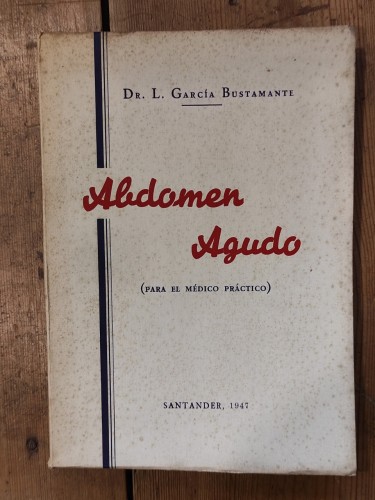 Dr. L. García Bustamante
Abdomen
Agudo
(PARA EL MÉDICO PRÁCTICO)
SANTANDER, 1947